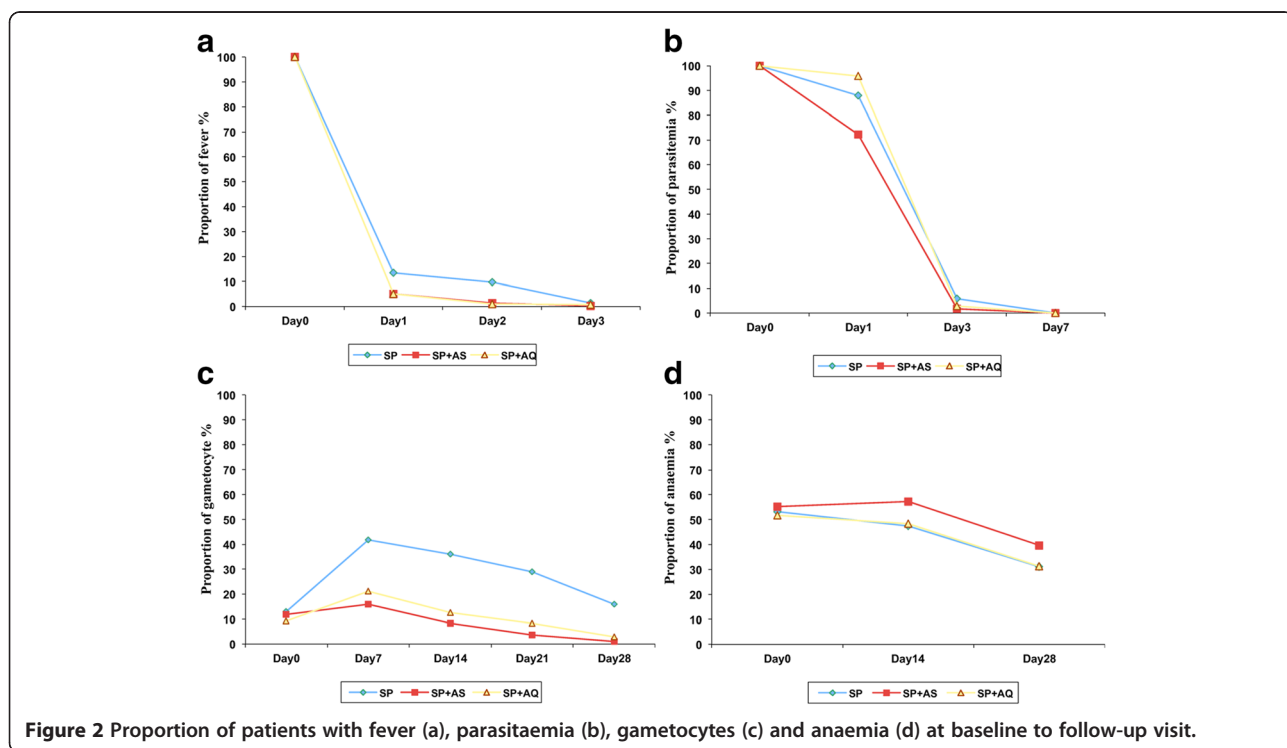 a
Proportion of fever %
100
90
80
70
60
50
40
30
20
10
0
Day0 Day1 Day2 Day3
SP SP+AS SP+AQ
b
Proportion of parasitemia %
100
90
80
70
60
50
40
30
20
10
0
Day0 Day1 Day3 Day7
SP SP+AS SP+AQ
c
Proportion of gametocyte %
100
90
80
70
60
50
40
30
20
10
0
Day0 Day7 Day14 Day21 Day28
SP SP+AS SP+AQ
d
Proportion of anaemia %
100
90
80
70
60
50
40
30
20
10
0
Day0 Day14 Day28
SP SP+AS SP+AQ
Figure 2 Proportion of patients with fever (a), parasitaemia (b), gametocytes (c) and anaemia (d) at baseline to follow-up visit.